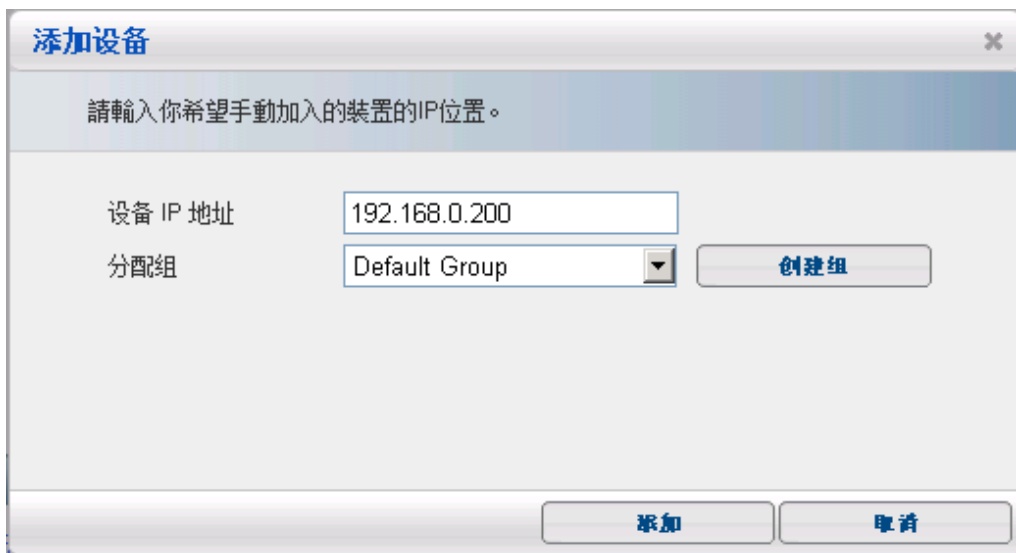 添加设备
請輸入你希望手動加入的裝置的IP位置。
设备 IP 地址 192.168.0.200
分配组 Default Group 创建组
添加 取消